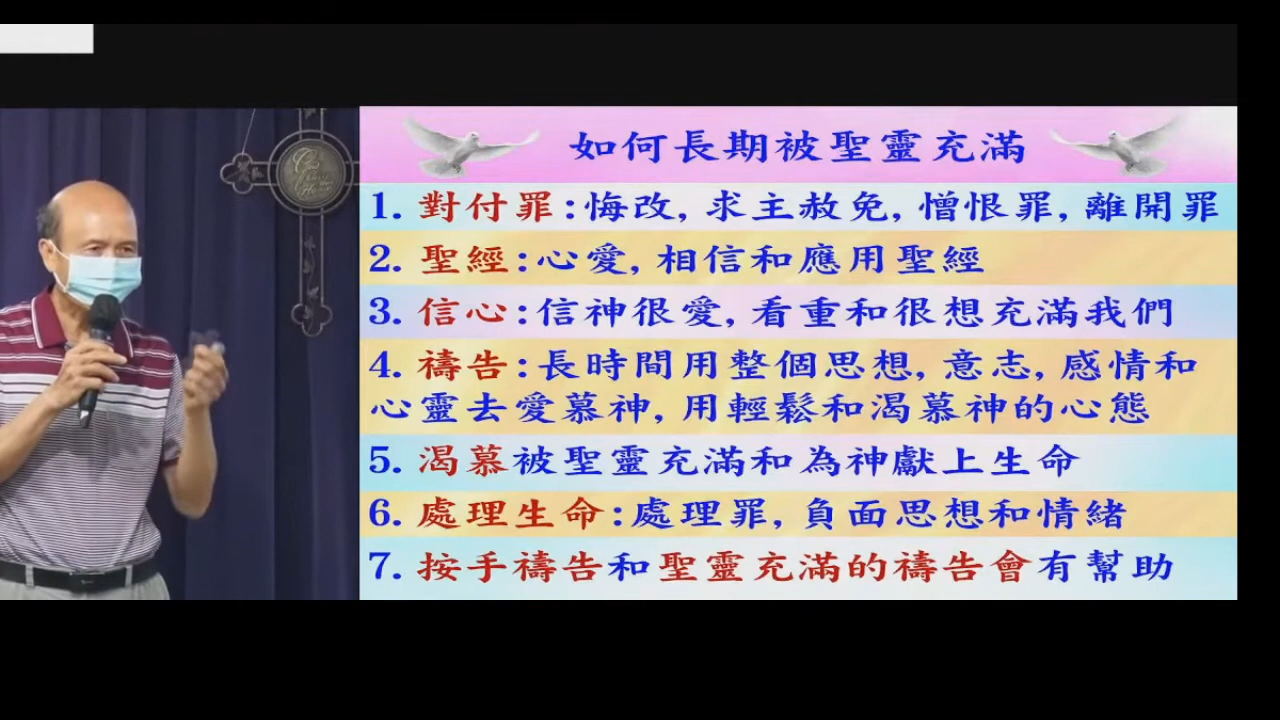 如何長期被聖靈充滿
1. 對付罪:悔改, 求主赦免, 憎恨罪, 離開罪
2. 聖經:心愛, 相信和應用聖經
3. 信心:信神很愛, 看重和很想充滿我們
4. 禱告:長時間用整個思想, 意志, 感情和
心靈去愛慕神, 用輕鬆和渴慕神的心態
5. 渴慕被聖靈充滿和為神獻上生命
6. 處理生命:處理罪, 負面思想和情緒
7. 按手禱告和聖靈充滿的禱告會有幫助